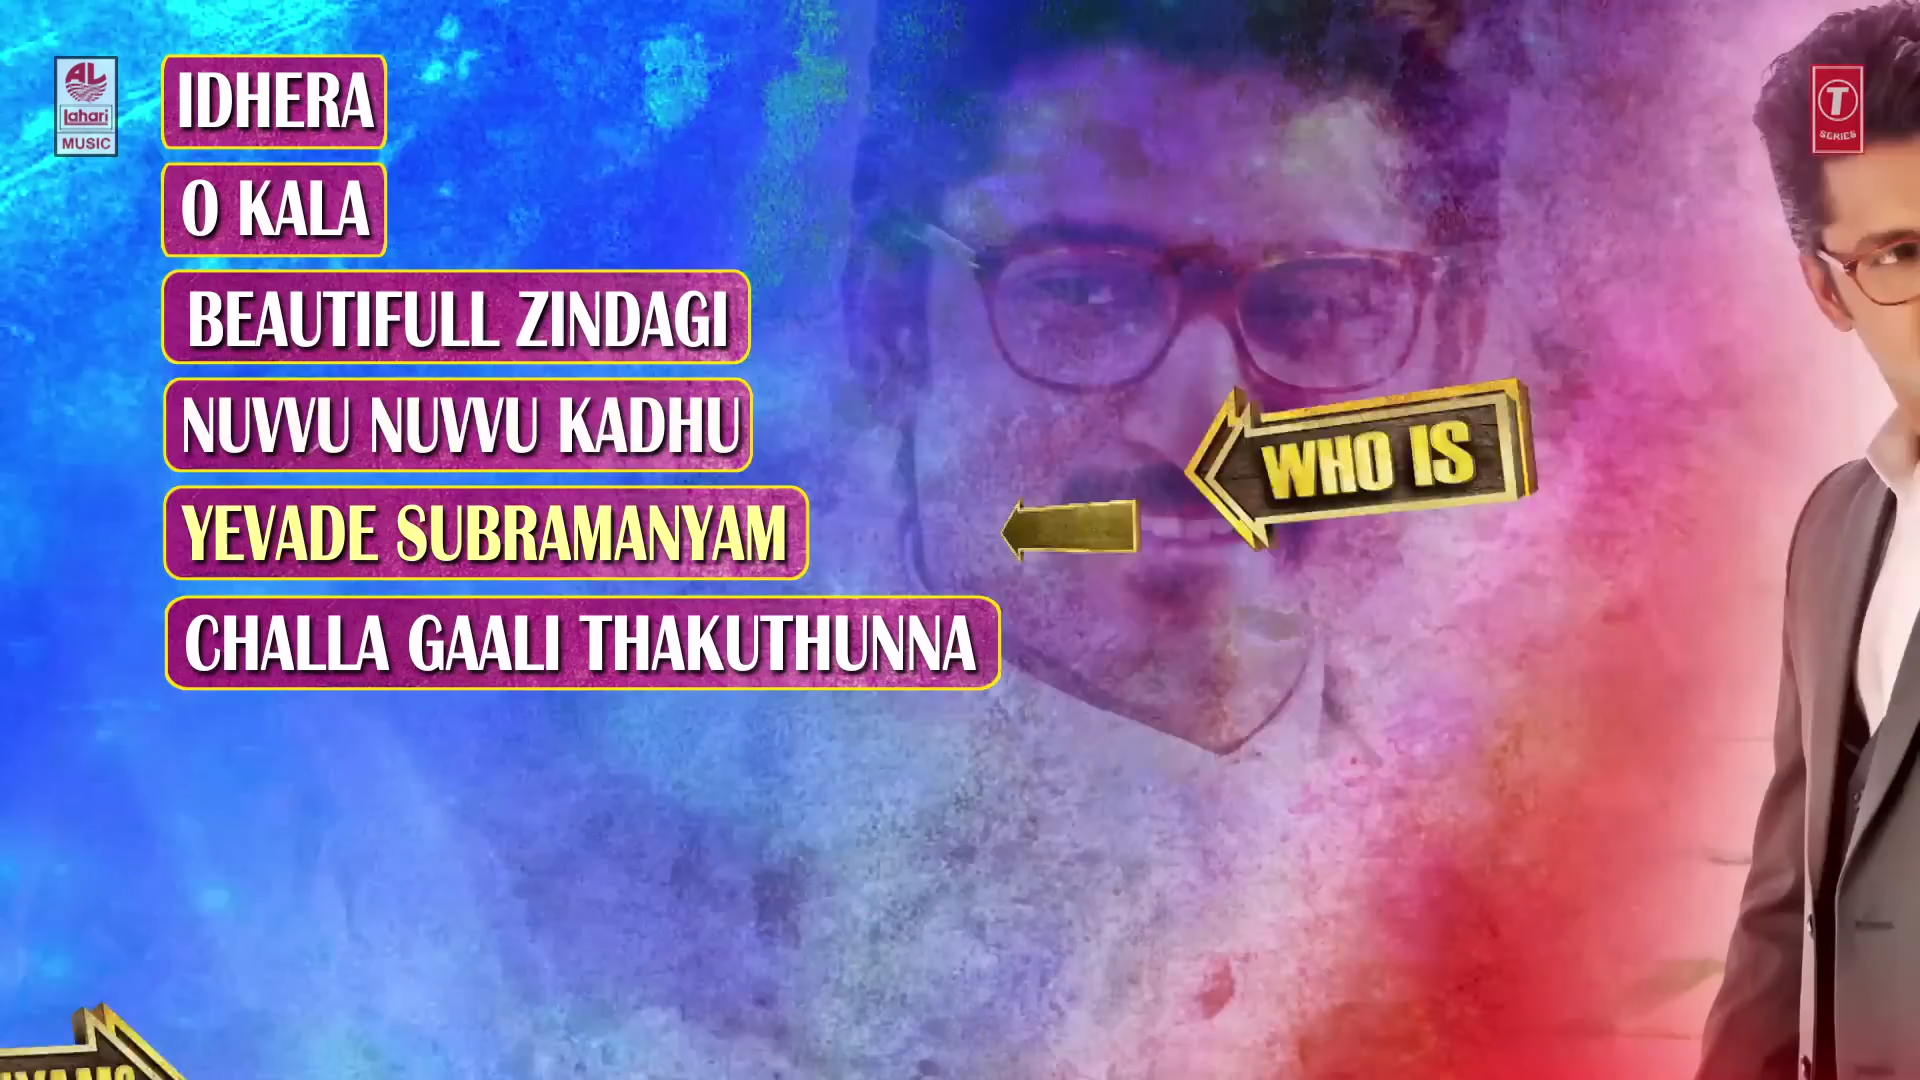 AL
lahari
MUSIC
IDHERA
O KALA
BEAUTIFULL ZINDAGI
NUVVU NUVVU KADHU
YEVADE SUBRAMANYAM
CHALLA GAALI THAKUTHUNNA
WHO IS
T
SERIES